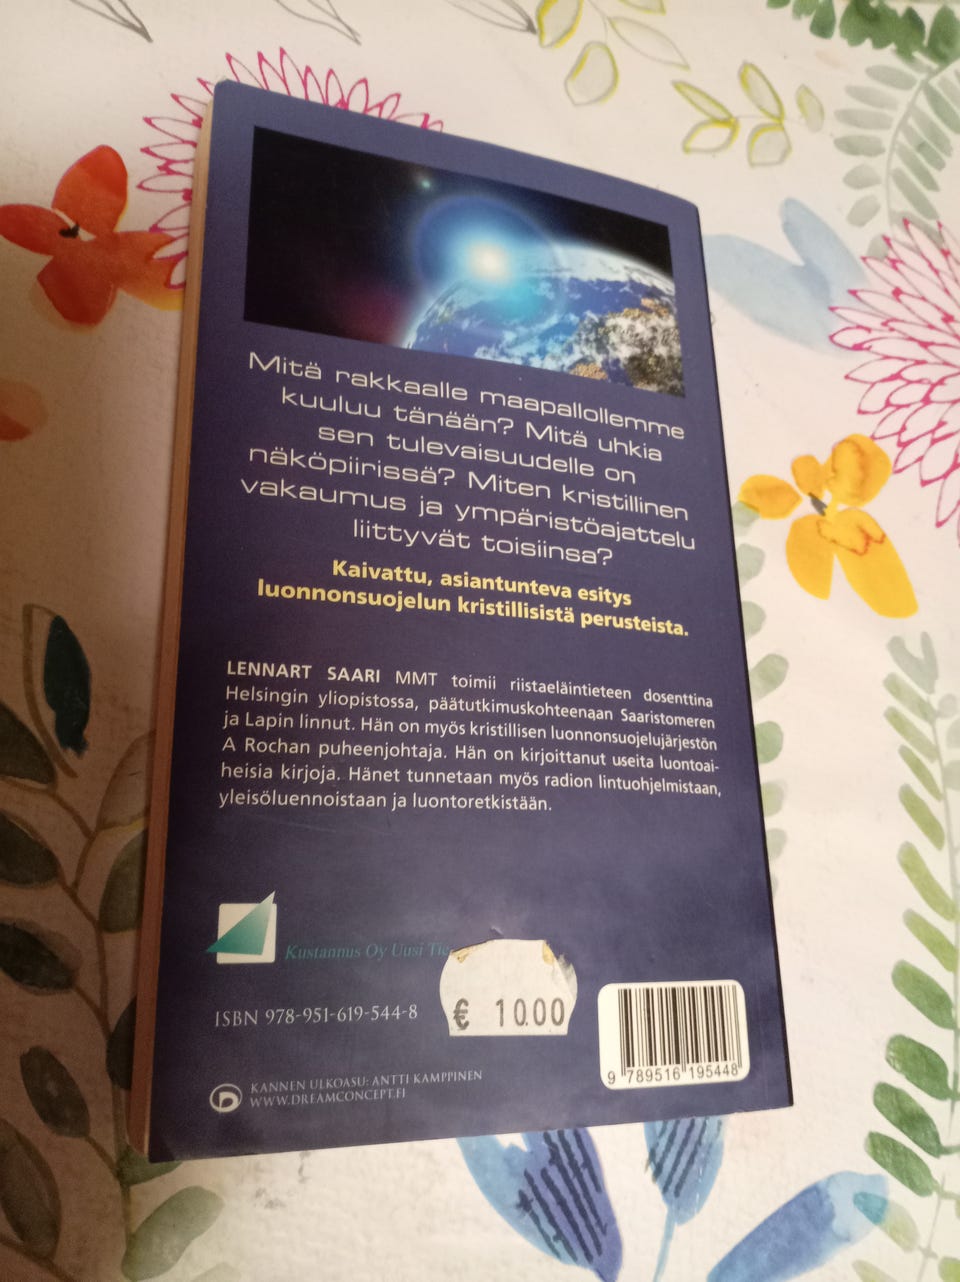 Mitä rakkaalle maapallollemme
kuuluu tänään? Mitä uhkia
sen tulevaisuudelle on
näköpiirissä? Miten kristillinen
vakaumus ja ympäristöajattelu
liittyvät toisiinsa?
Kaivattu, asiantunteva esitys
luonnonsuojelun kristillisistä perusteista.
LENNART SAARI MMT toimii riistaeläintieteen dosenttina
Helsingin yliopistossa, päätutkimuskohteenaan Saaristomeren
ja Lapin linnut. Hän on myös kristillisen luonnonsuojelujärjestön
A Rochan puheenjohtaja. Hän on kirjoittanut useita luontoai-
heisia kirjoja. Hänet tunnetaan myös radion lintuohjelmistaan,
yleisöluennoistaan ja luontoretkistään.
Kustannus Oy Uusi
€ 10.00
ISBN 978-951-619-544-8
9 789516 195448
KANNEN ULKOASU: ANTTI KAMPPINEN
WWW.DREAMCONCEPT.FI